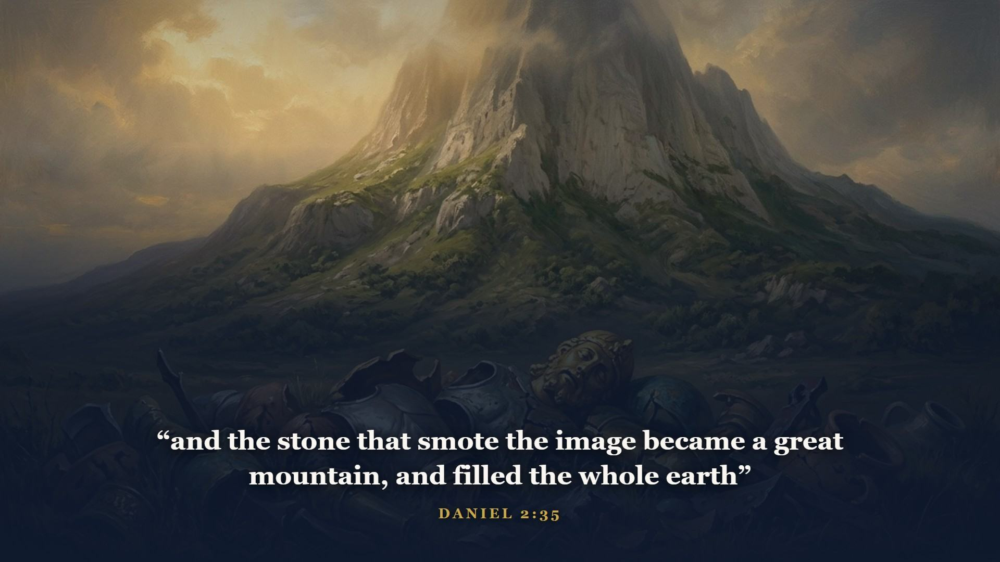 “and the stone that smote the image became a great
mountain, and filled the whole earth”
DANIEL 2:35